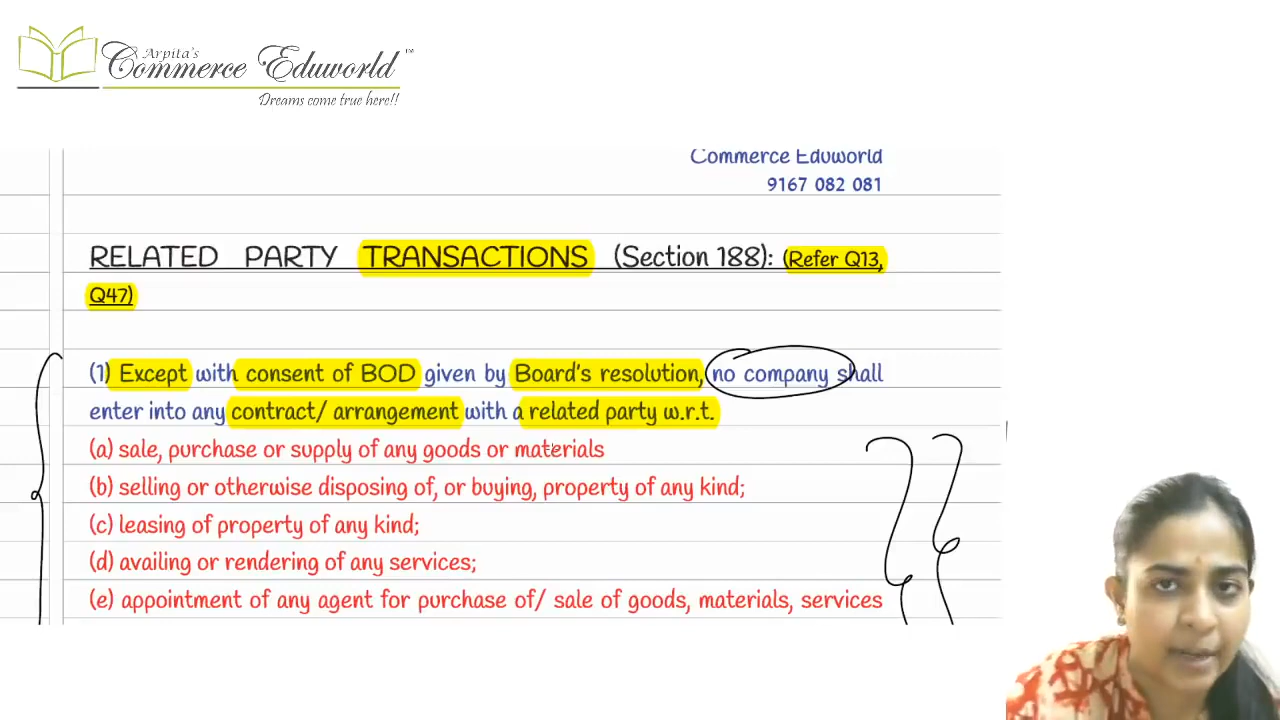 Arpita's
Commerce Eduworld™
Dreams come true here!!
Commerce Eduworld
9167 082 081
RELATED PARTY TRANSACTIONS (Section 188): (Refer Q13,
Q47)
(1) Except with consent of BOD given by Board's resolution, no company shall
enter into any contract/ arrangement with a related party w.r.t.
(a) sale, purchase or supply of any goods or materials
(b) selling or otherwise disposing of, or buying, property of any kind;
(c) leasing of property of any kind;
(d) availing or rendering of any services;
(e) appointment of any agent for purchase of/ sale of goods, materials, services